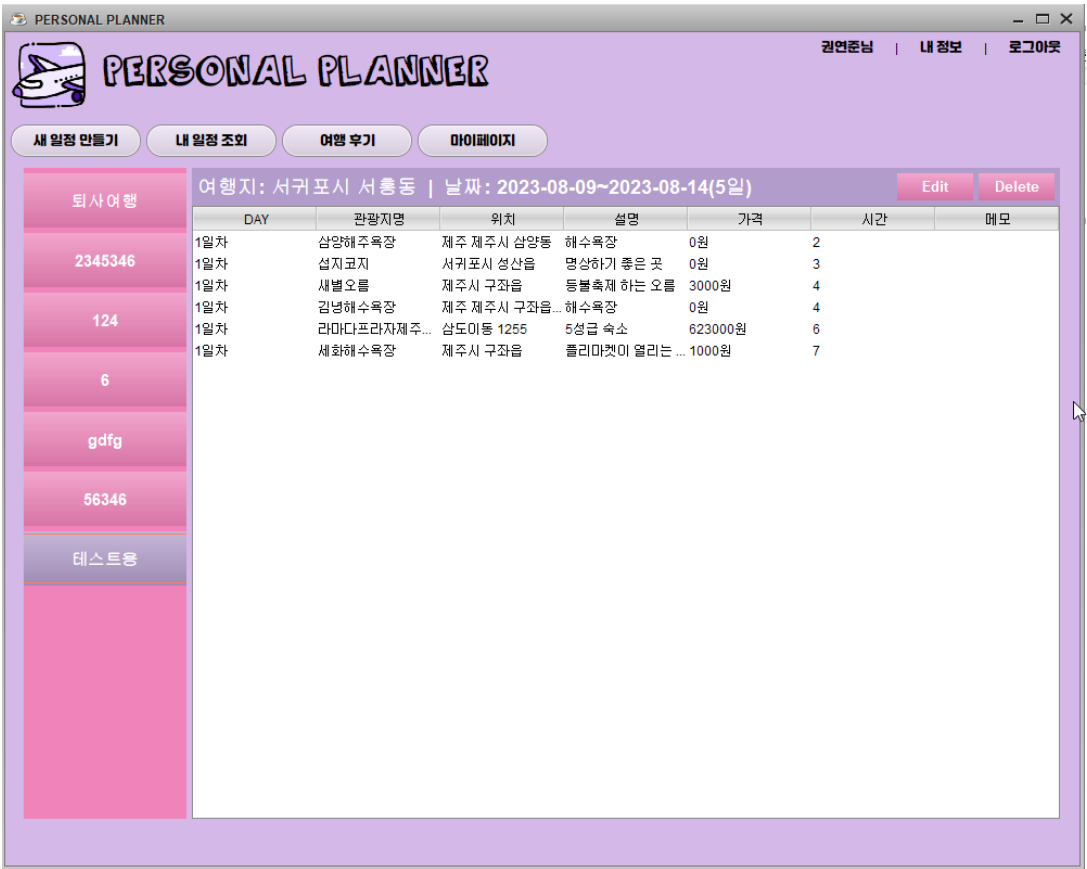 PERSONAL PLANNER
권연준님 | 내 정보 | 로그아웃
PERSONAL PLANNER
새 일정 만들기 내 일정 조회 여행 후기 마이페이지
퇴사여행
2345346
124
6
gdfg
56346
테스트용
여행지: 서귀포시 서홍동 | 날짜: 2023-08-09~2023-08-14(5일) Edit Delete
DAY 관광지명 위치 설명 가격 시간 메모
1일차 삼양해주욕장 제주 제주시 삼양동 해수욕장 0원 2
1일차 섭지코지 서귀포시 성산읍 명상하기 좋은 곳 0원 3
1일차 새별오름 제주시 구좌읍 등불축제 하는 오름 3000원 4
1일차 김녕해수욕장 제주 제주시 구좌읍... 해수욕장 0원 4
1일차 라마다프라자제주... 삼도이동 1255 5성급 숙소 623000원 6
1일차 세화해수욕장 제주시 구좌읍 플리마켓이 열리는 ... 1000원 7